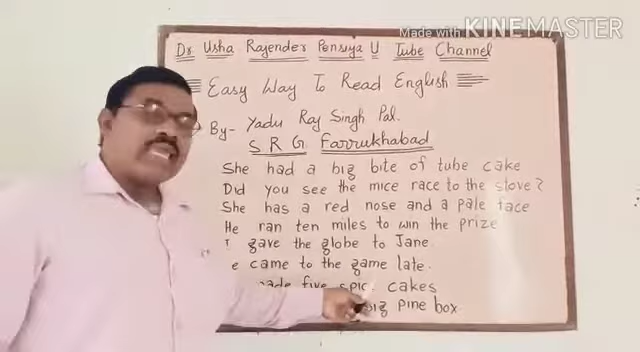 Made with KINEMASTER
Dr. Usha Rajender Pensiya U Tube Channel
Easy Way To Read English
By- Yadu Raj Singh Pal.
S R G Farrukhabad
She had a big bite of tube cake
Did you see the mice race to the stove?
She has a red nose and a pale face
He ran ten miles to win the prize
I gave the globe to Jane.
e came to the game late.
ade five spic cakes
big pine box